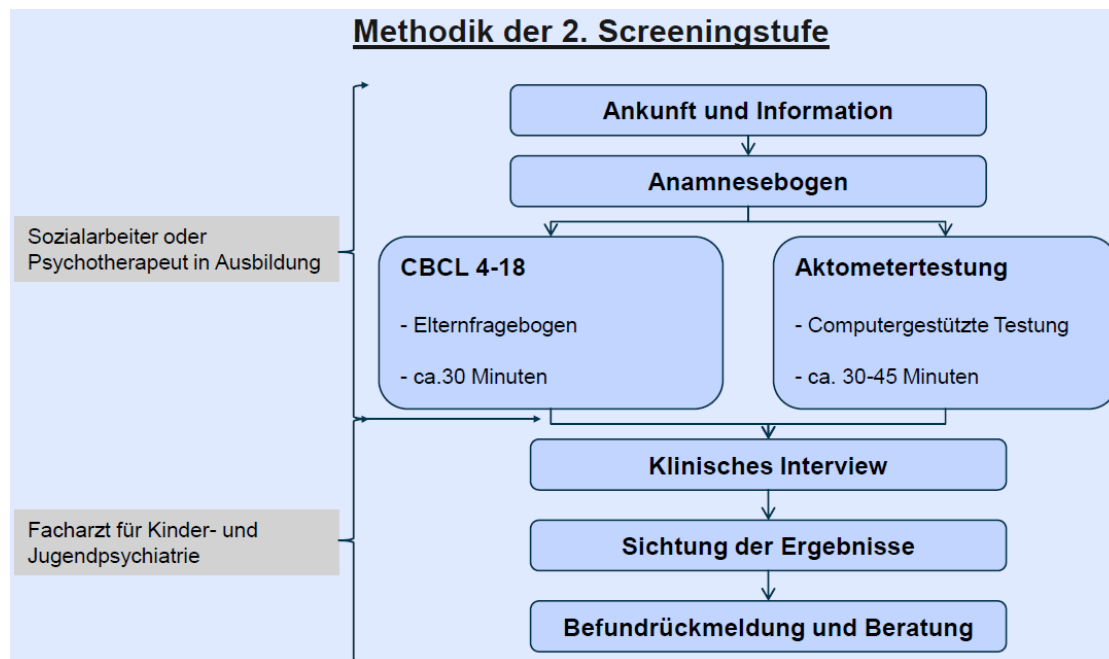 Methodik der 2. Screeningstufe
Ankunft und Information
Anamnesebogen
Sozialarbeiter oder
Psychotherapeut in Ausbildung
CBCL 4-18
- Elternfragebogen
- ca.30 Minuten
Aktometertestung
- Computergestützte Testung
- ca. 30-45 Minuten
Klinisches Interview
Facharzt für Kinder- und
Jugendpsychiatrie
Sichtung der Ergebnisse
Befundrückmeldung und Beratung